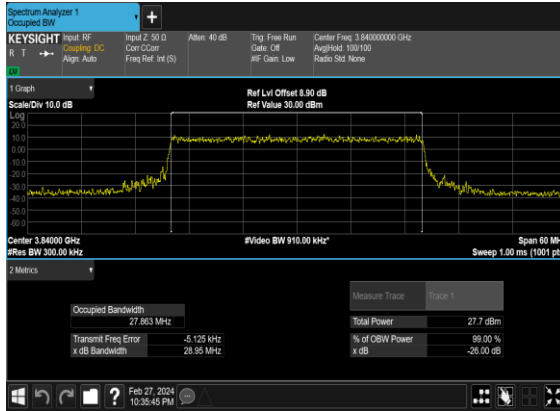 Spectrum Analyzer 1
Occupied BW
+
KEYSIGHT Input: RF Input Z: 50 Ω Atten: 40 dB Trig: Free Run Center Freq: 3.840000000 GHz
R T Coupling: DC Corr CCorr Gate: Off Avg|Hold: 100/100
Align: Auto Freq Ref: Int (S) #IF Gain: Low Radio Std: None
LV
1 Graph
Ref Lvl Offset 8.90 dB
Scale/Div 10.0 dB Ref Value 30.00 dBm
Log
20.0
10.0
0.00
-10.0
-20.0
-30.0
-40.0
-50.0
-60.0
Center 3.84000 GHz #Video BW 910.00 kHz* Span 60 MH
#Res BW 300.00 kHz Sweep 1.00 ms (1001 pt
2 Metrics
Measure Trace Trace 1
Occupied Bandwidth
27.863 MHz Total Power 27.7 dBm
Transmit Freq Error -5.125 kHz % of OBW Power 99.00 %
x dB Bandwidth 28.95 MHz x dB -26.00 dB
? Feb 27, 2024
10:35:45 PM